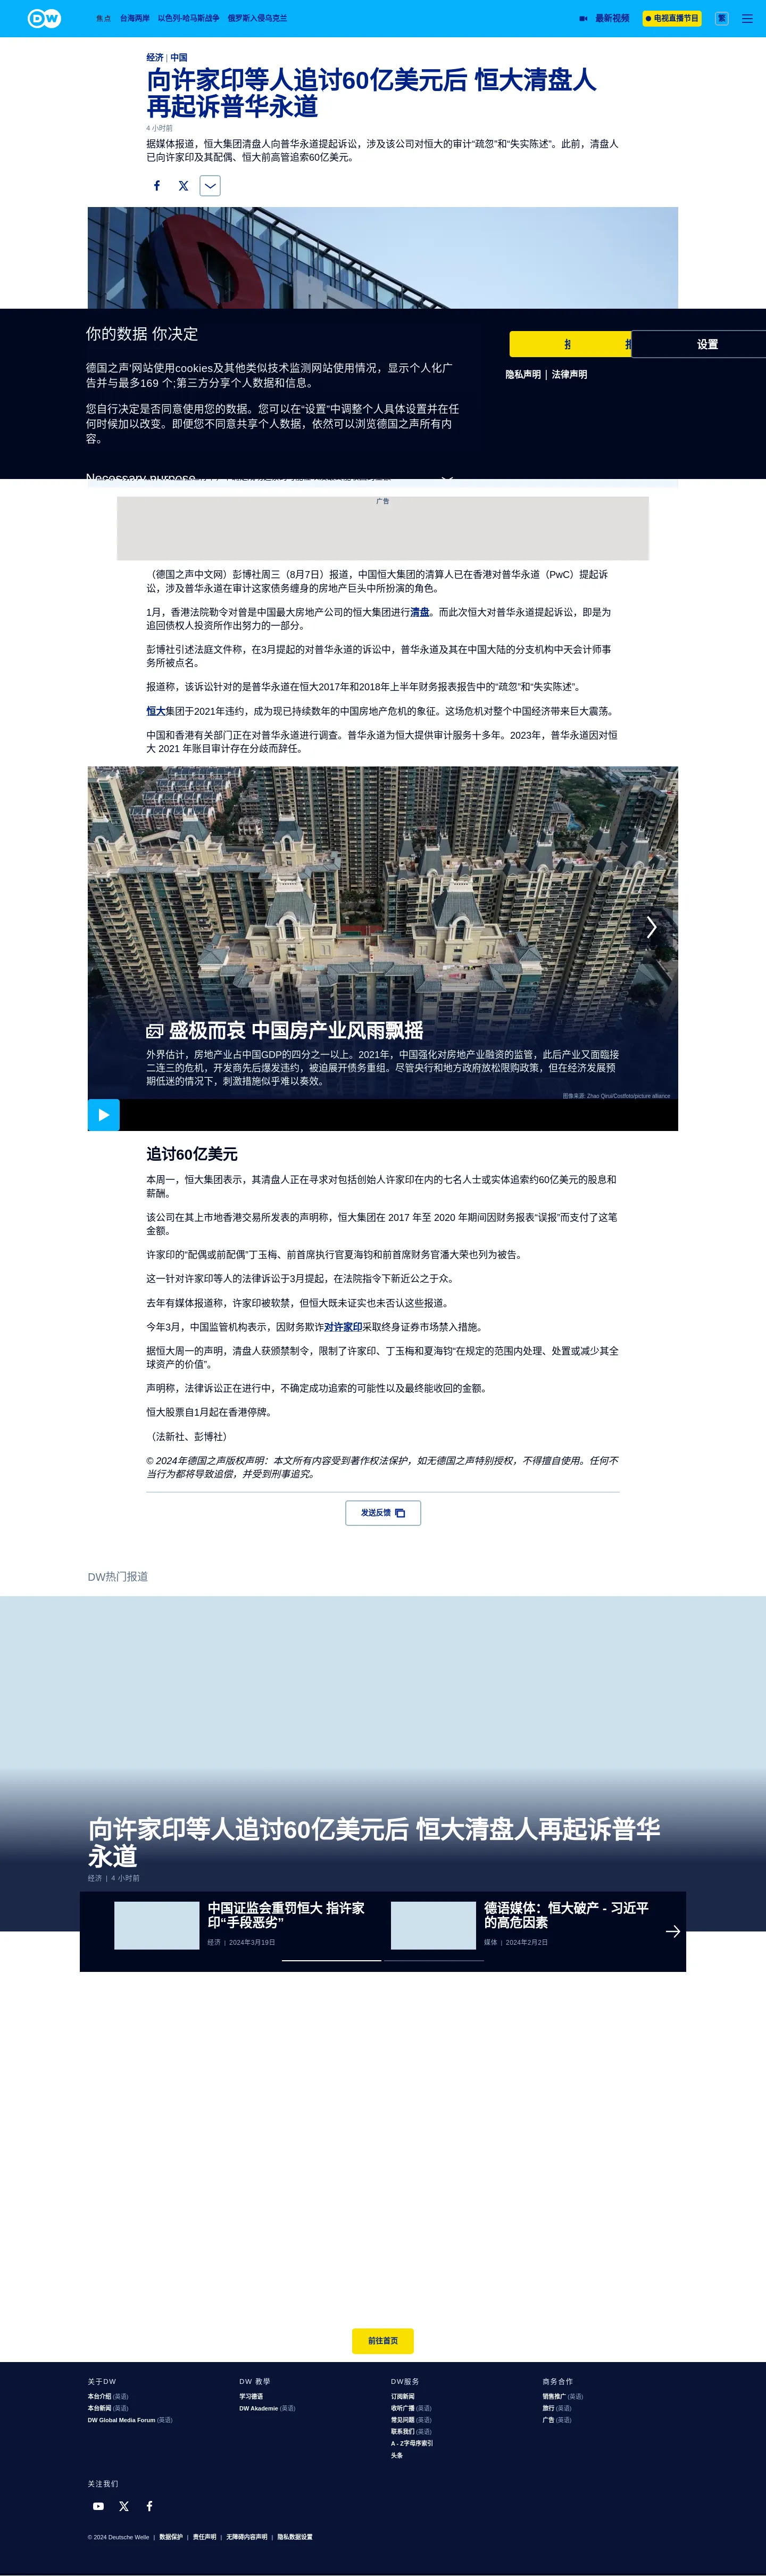 DW
焦点 台海两岸 以色列-哈马斯战争 俄罗斯入侵乌克兰
最新视频 电视直播节目 繁
经济 | 中国
向许家印等人追讨60亿美元后 恒大清盘人
再起诉普华永道
4 小时前
据媒体报道，恒大集团清盘人向普华永道提起诉讼，涉及该公司对恒大的审计“疏忽”和“失实陈述”。此前，清盘人
已向许家印及其配偶、恒大前高管追索60亿美元。
你的数据 你决定
设置
隐私声明 | 法律声明
德国之声'网站使用cookies及其他类似技术监测网站使用情况，显示个人化广
告并与最多169 个;第三方分享个人数据和信息。
您自行决定是否同意使用您的数据。您可以在“设置”中调整个人具体设置并在任
何时候加以改变。即便您不同意共享个人数据，依然可以浏览德国之声所有内
容。
Necessary purpose
广告
（德国之声中文网）彭博社周三（8月7日）报道，中国恒大集团的清算人已在香港对普华永道（PwC）提起诉
讼，涉及普华永道在审计这家债务缠身的房地产巨头中所扮演的角色。
1月，香港法院勒令对曾是中国最大房地产公司的恒大集团进行清盘。而此次恒大对普华永道提起诉讼，即是为
追回债权人投资所作出努力的一部分。
彭博社引述法庭文件称，在3月提起的对普华永道的诉讼中，普华永道及其在中国大陆的分支机构中天会计师事
务所被点名。
报道称，该诉讼针对的是普华永道在恒大2017年和2018年上半年财务报表报告中的“疏忽”和“失实陈述”。
恒大集团于2021年违约，成为现已持续数年的中国房地产危机的象征。这场危机对整个中国经济带来巨大震荡。
中国和香港有关部门正在对普华永道进行调查。普华永道为恒大提供审计服务十多年。2023年，普华永道因对恒
大 2021 年账目审计存在分歧而辞任。
盛极而哀 中国房产业风雨飘摇
外界估计，房地产业占中国GDP的四分之一以上。2021年，中国强化对房地产业融资的监管，此后产业又面临接
二连三的危机，开发商先后爆发违约，被迫展开债务重组。尽管央行和地方政府放松限购政策，但在经济发展预
期低迷的情况下，刺激措施似乎难以奏效。
图像来源: Zhao Qirui/Costfoto/picture alliance
追讨60亿美元
本周一，恒大集团表示，其清盘人正在寻求对包括创始人许家印在内的七名人士或实体追索约60亿美元的股息和
薪酬。
该公司在其上市地香港交易所发表的声明称，恒大集团在 2017 年至 2020 年期间因财务报表“误报”而支付了这笔
金额。
许家印的“配偶或前配偶”丁玉梅、前首席执行官夏海钧和前首席财务官潘大荣也列为被告。
这一针对许家印等人的法律诉讼于3月提起，在法院指令下新近公之于众。
去年有媒体报道称，许家印被软禁，但恒大既未证实也未否认这些报道。
今年3月，中国监管机构表示，因财务欺诈对许家印采取终身证券市场禁入措施。
据恒大周一的声明，清盘人获颁禁制令，限制了许家印、丁玉梅和夏海钧“在规定的范围内处理、处置或减少其全
球资产的价值”。
声明称，法律诉讼正在进行中，不确定成功追索的可能性以及最终能收回的金额。
恒大股票自1月起在香港停牌。
（法新社、彭博社）
© 2024年德国之声版权声明：本文所有内容受到著作权法保护，如无德国之声特别授权，不得擅自使用。任何不
当行为都将导致追偿，并受到刑事追究。
发送反馈
DW热门报道
向许家印等人追讨60亿美元后 恒大清盘人再起诉普华
永道
经济 | 4 小时前
中国证监会重罚恒大 指许家
印“手段恶劣”
经济 | 2024年3月19日
德语媒体：恒大破产 - 习近平
的高危因素
媒体 | 2024年2月2日
前往首页
关于DW
本台介绍 (英语)
本台新闻 (英语)
DW Global Media Forum (英语)
DW 教學
学习德语
DW Akademie (英语)
DW服务
订阅新闻
收听广播 (英语)
常见问题 (英语)
联系我们 (英语)
A - Z字母序索引
头条
商务合作
销售推广 (英语)
旅行 (英语)
广告 (英语)
关注我们
© 2024 Deutsche Welle | 数据保护 | 责任声明 | 无障碍内容声明 | 隐私数据设置